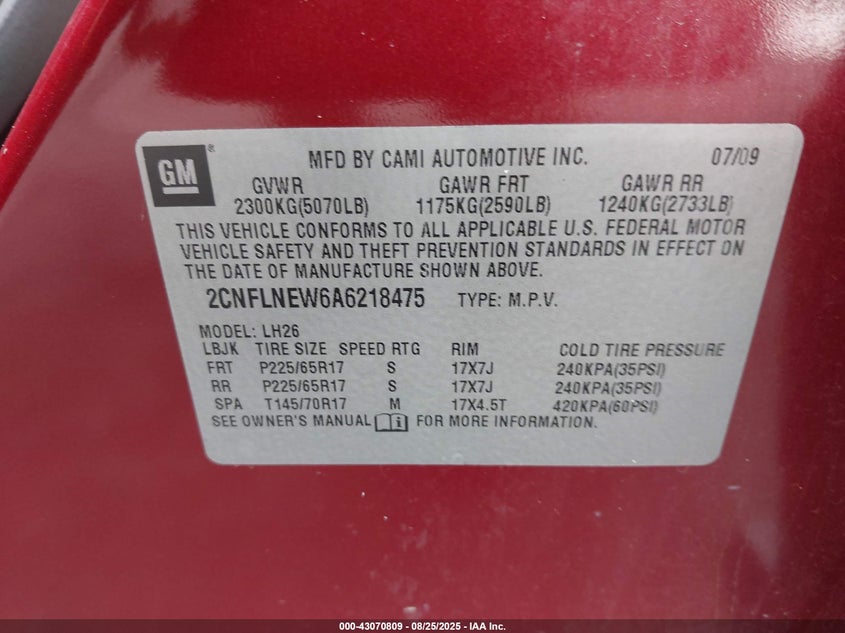 GM®
MFD BY CAMI AUTOMOTIVE INC. 07/09
GVWR GAWR FRT GAWR RR
2300KG(5070LB) 1175KG(2590LB) 1240KG(2733LB)
THIS VEHICLE CONFORMS TO ALL APPLICABLE U.S. FEDERAL MOTOR
VEHICLE SAFETY AND THEFT PREVENTION STANDARDS IN EFFECT ON
THE DATE OF MANUFACTURE SHOWN ABOVE.
2CNFLNEW6A6218475 TYPE: M.P.V.
MODEL: LH26
LBJK TIRE SIZE SPEED RTG RIM COLD TIRE PRESSURE
FRT P225/65R17 S 17X7J 240KPA(35PSI)
RR P225/65R17 S 17X7J 240KPA(35PSI)
SPA T145/70R17 M 17X4.5T 420KPA(60PSI)
SEE OWNER'S MANUAL i FOR MORE INFORMATION.
000-43070809 - 08/25/2025 - IAA Inc.